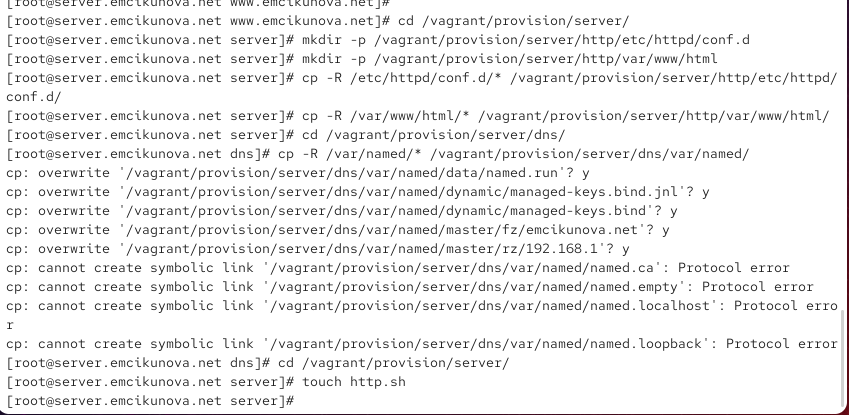 [root@server.emcikunova.net www.emcikunova.net]#
[root@server.emcikunova.net www.emcikunova.net]# cd /vagrant/provision/server/
[root@server.emcikunova.net server]# mkdir -p /vagrant/provision/server/http/etc/httpd/conf.d
[root@server.emcikunova.net server]# mkdir -p /vagrant/provision/server/http/var/www/html
[root@server.emcikunova.net server]# cp -R /etc/httpd/conf.d/* /vagrant/provision/server/http/etc/httpd/
conf.d/
[root@server.emcikunova.net server]# cp -R /var/www/html/* /vagrant/provision/server/http/var/www/html/
[root@server.emcikunova.net server]# cd /vagrant/provision/server/dns/
[root@server.emcikunova.net dns]# cp -R /var/named/* /vagrant/provision/server/dns/var/named/
cp: overwrite '/vagrant/provision/server/dns/var/named/data/named.run'? y
cp: overwrite '/vagrant/provision/server/dns/var/named/dynamic/managed-keys.bind.jnl'? y
cp: overwrite '/vagrant/provision/server/dns/var/named/dynamic/managed-keys.bind'? y
cp: overwrite '/vagrant/provision/server/dns/var/named/master/fz/emcikunova.net'? y
cp: overwrite '/vagrant/provision/server/dns/var/named/master/rz/192.168.1'? y
cp: cannot create symbolic link '/vagrant/provision/server/dns/var/named/named.ca': Protocol error
cp: cannot create symbolic link '/vagrant/provision/server/dns/var/named/named.empty': Protocol error
cp: cannot create symbolic link '/vagrant/provision/server/dns/var/named/named.localhost': Protocol erro
r
cp: cannot create symbolic link '/vagrant/provision/server/dns/var/named/named.loopback': Protocol error
[root@server.emcikunova.net dns]# cd /vagrant/provision/server/
[root@server.emcikunova.net server]# touch http.sh
[root@server.emcikunova.net server]#